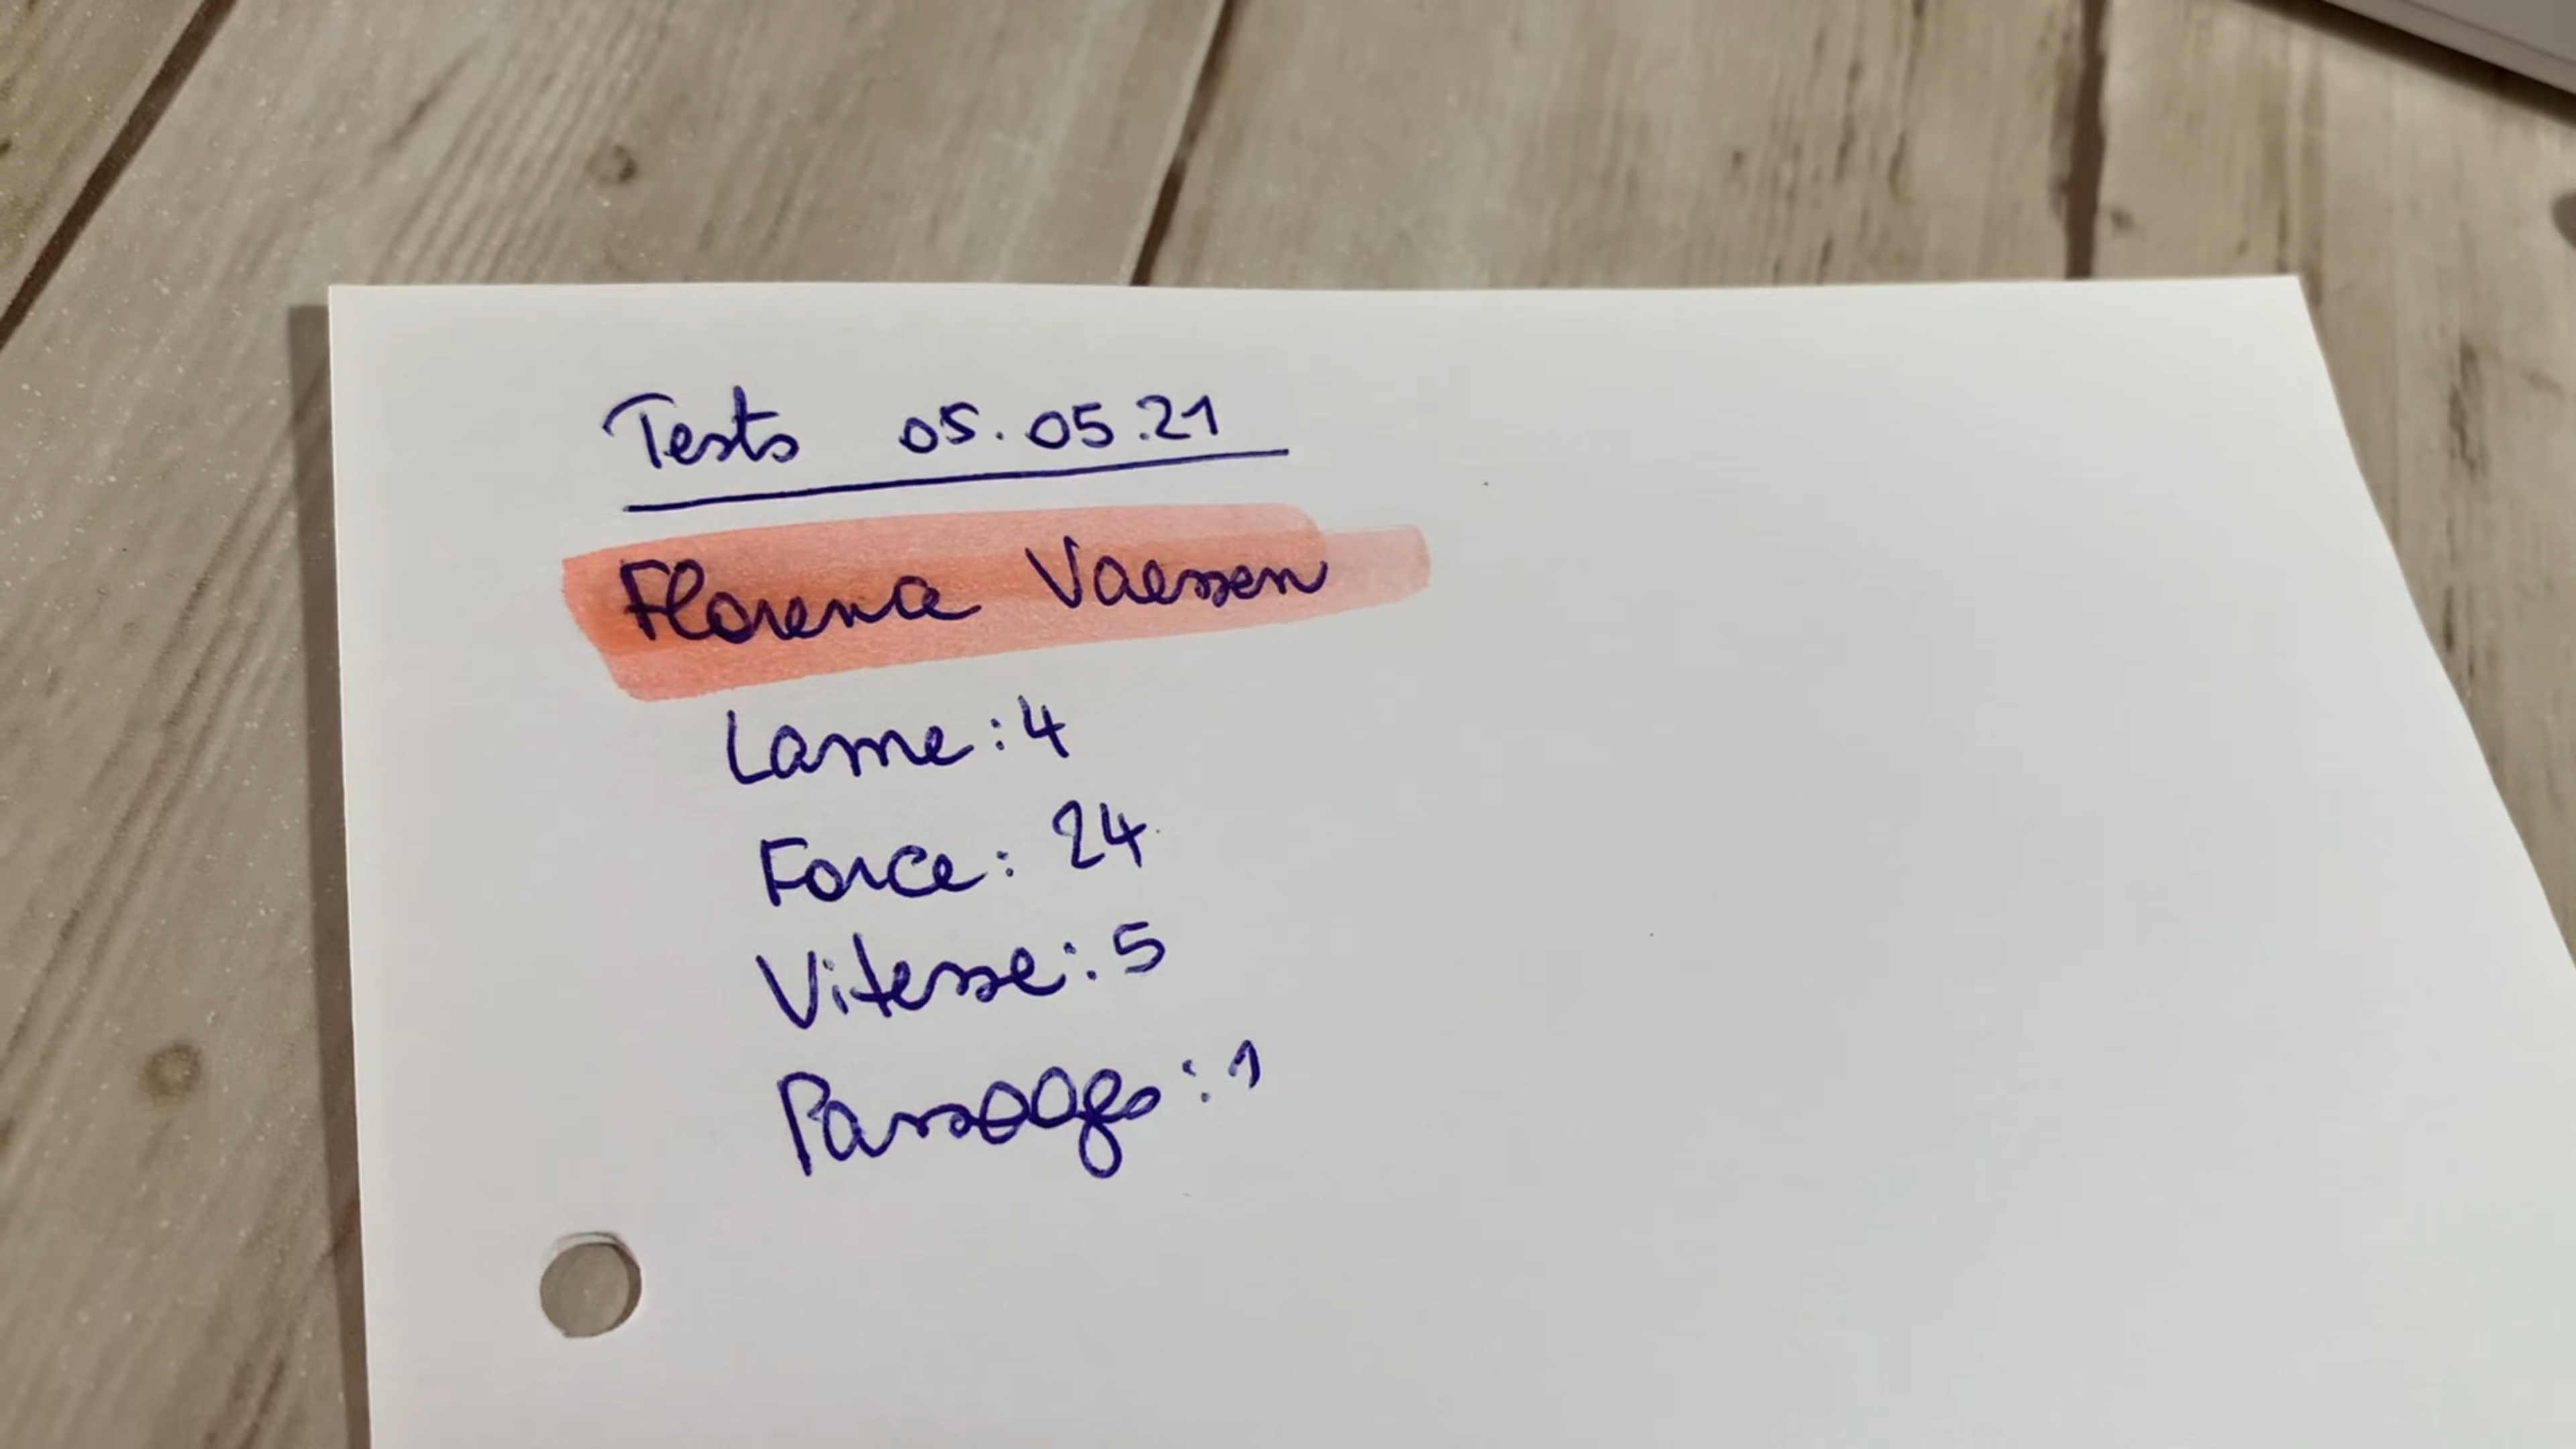 Tests 05.05.21
Florence Vaessen
Lame : 4
Force : 24
Vitesse : 5
Passage : 1